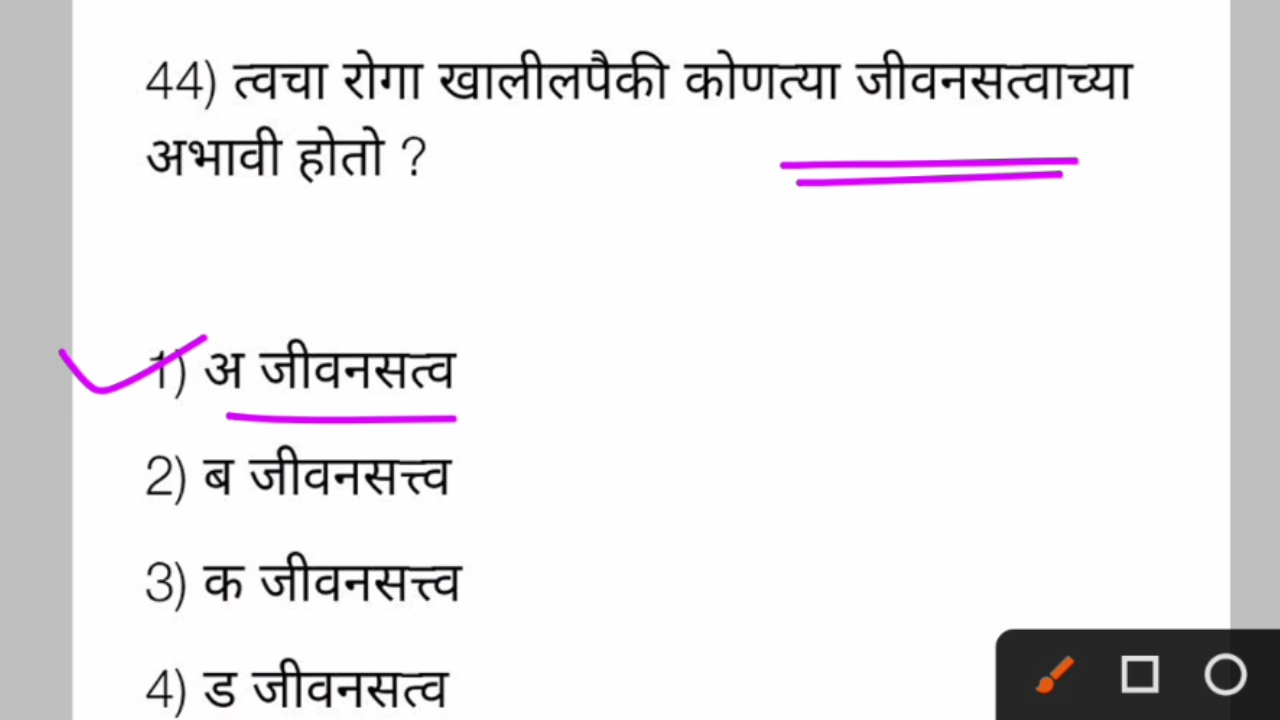 44) त्वचा रोगा खालीलपैकी कोणत्या जीवनसत्वाच्या
अभावी होतो ?
1) अ जीवनसत्व
2) ब जीवनसत्त्व
3) क जीवनसत्त्व
4) ड जीवनसत्व